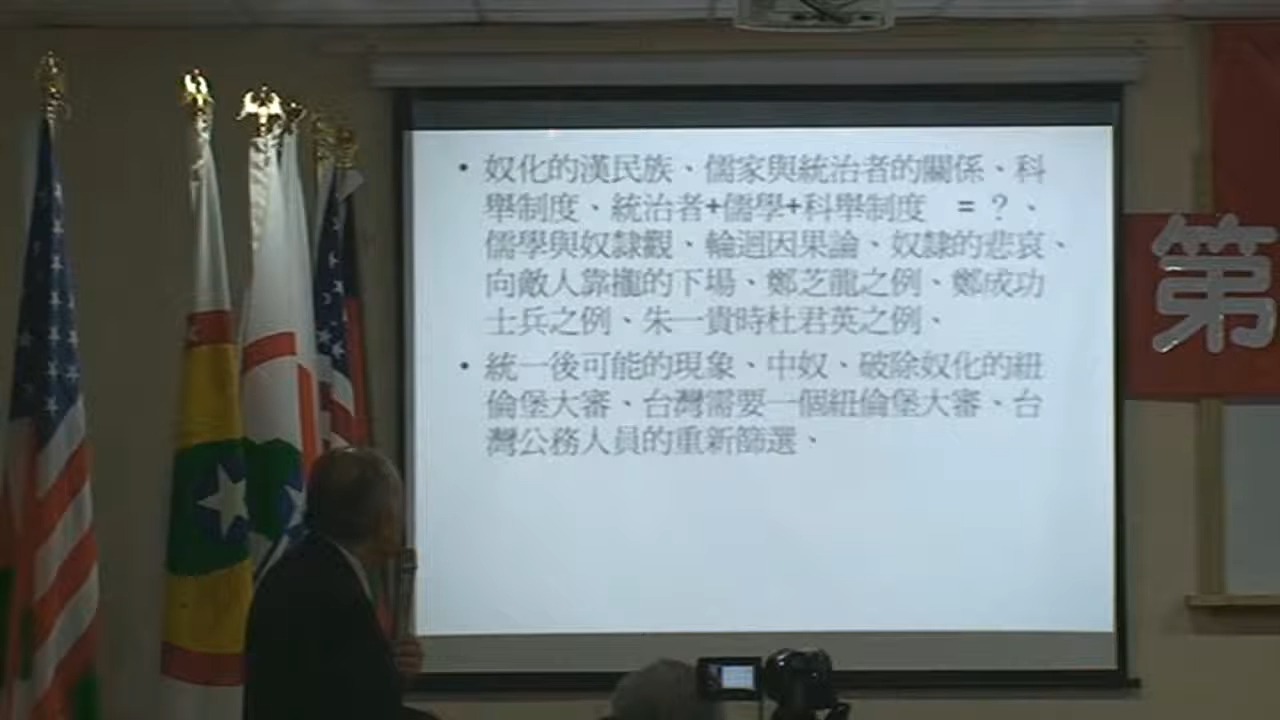 • 奴化的漢民族、儒家與統治者的關係、科
舉制度、統治者+儒學+科舉制度 = ？、
儒學與奴隸觀、輪迴因果論、奴隸的悲哀、
向敵人靠攏的下場、鄭芝龍之例、鄭成功
士兵之例、朱一貴時杜君英之例、
• 統一後可能的現象、中奴、破除奴化的紐
倫堡大審、台灣需要一個紐倫堡大審、台
灣公務人員的重新篩選、
第